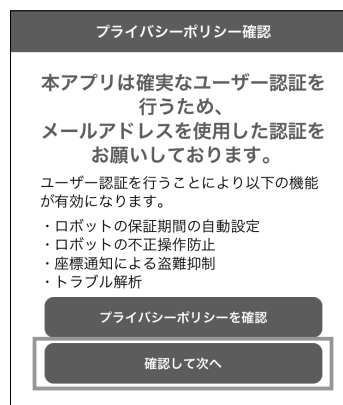 プライバシーポリシー確認
本アプリは確実なユーザー認証を
行うため、
メールアドレスを使用した認証を
お願いしております。
ユーザー認証を行うことにより以下の機能
が有効になります。
・ロボットの保証期間の自動設定
・ロボットの不正操作防止
・座標通知による盗難抑制
・トラブル解析
プライバシーポリシーを確認
確認して次へ